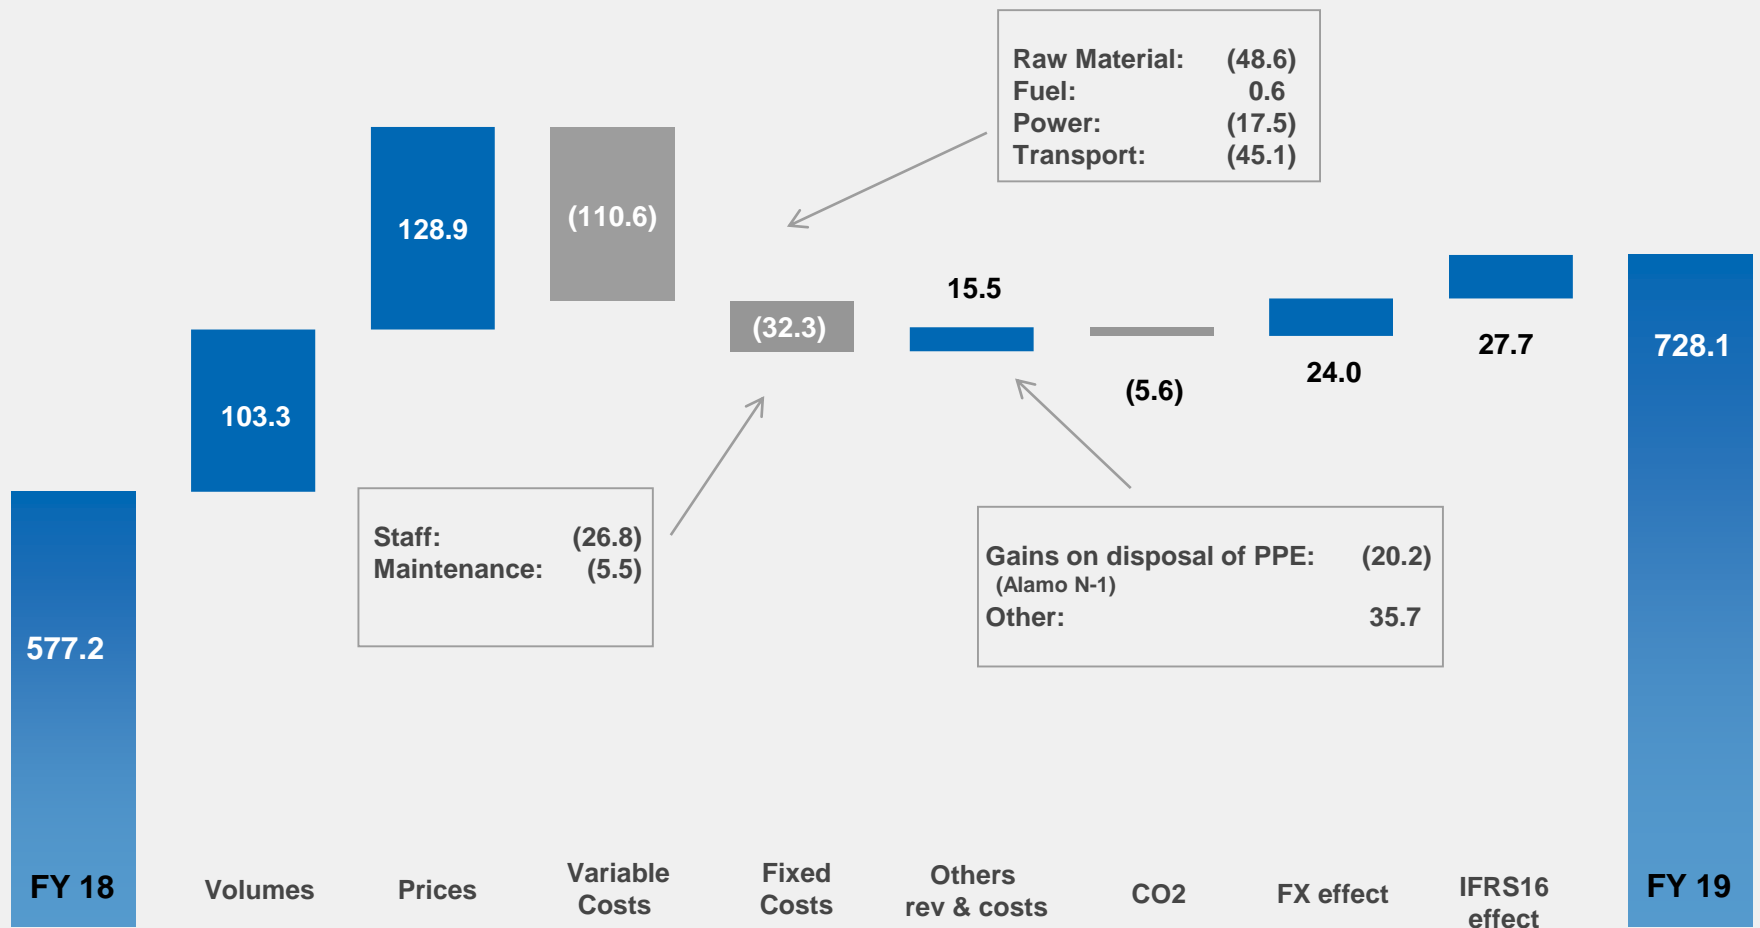 Raw Material: (48.6)
Fuel: 0.6
Power: (17.5)
Transport: (45.1)
128.9
(110.6)
15.5
(32.3)
27.7
728.1
24.0
(5.6)
103.3
Staff: (26.8)
Maintenance: (5.5)
Gains on disposal of PPE: (20.2)
(Alamo N-1)
Other: 35.7
577.2
FY 18
Volumes
Prices
Variable
Costs
Fixed
Costs
Others
rev & costs
CO2
FX effect
IFRS16
effect
FY 19